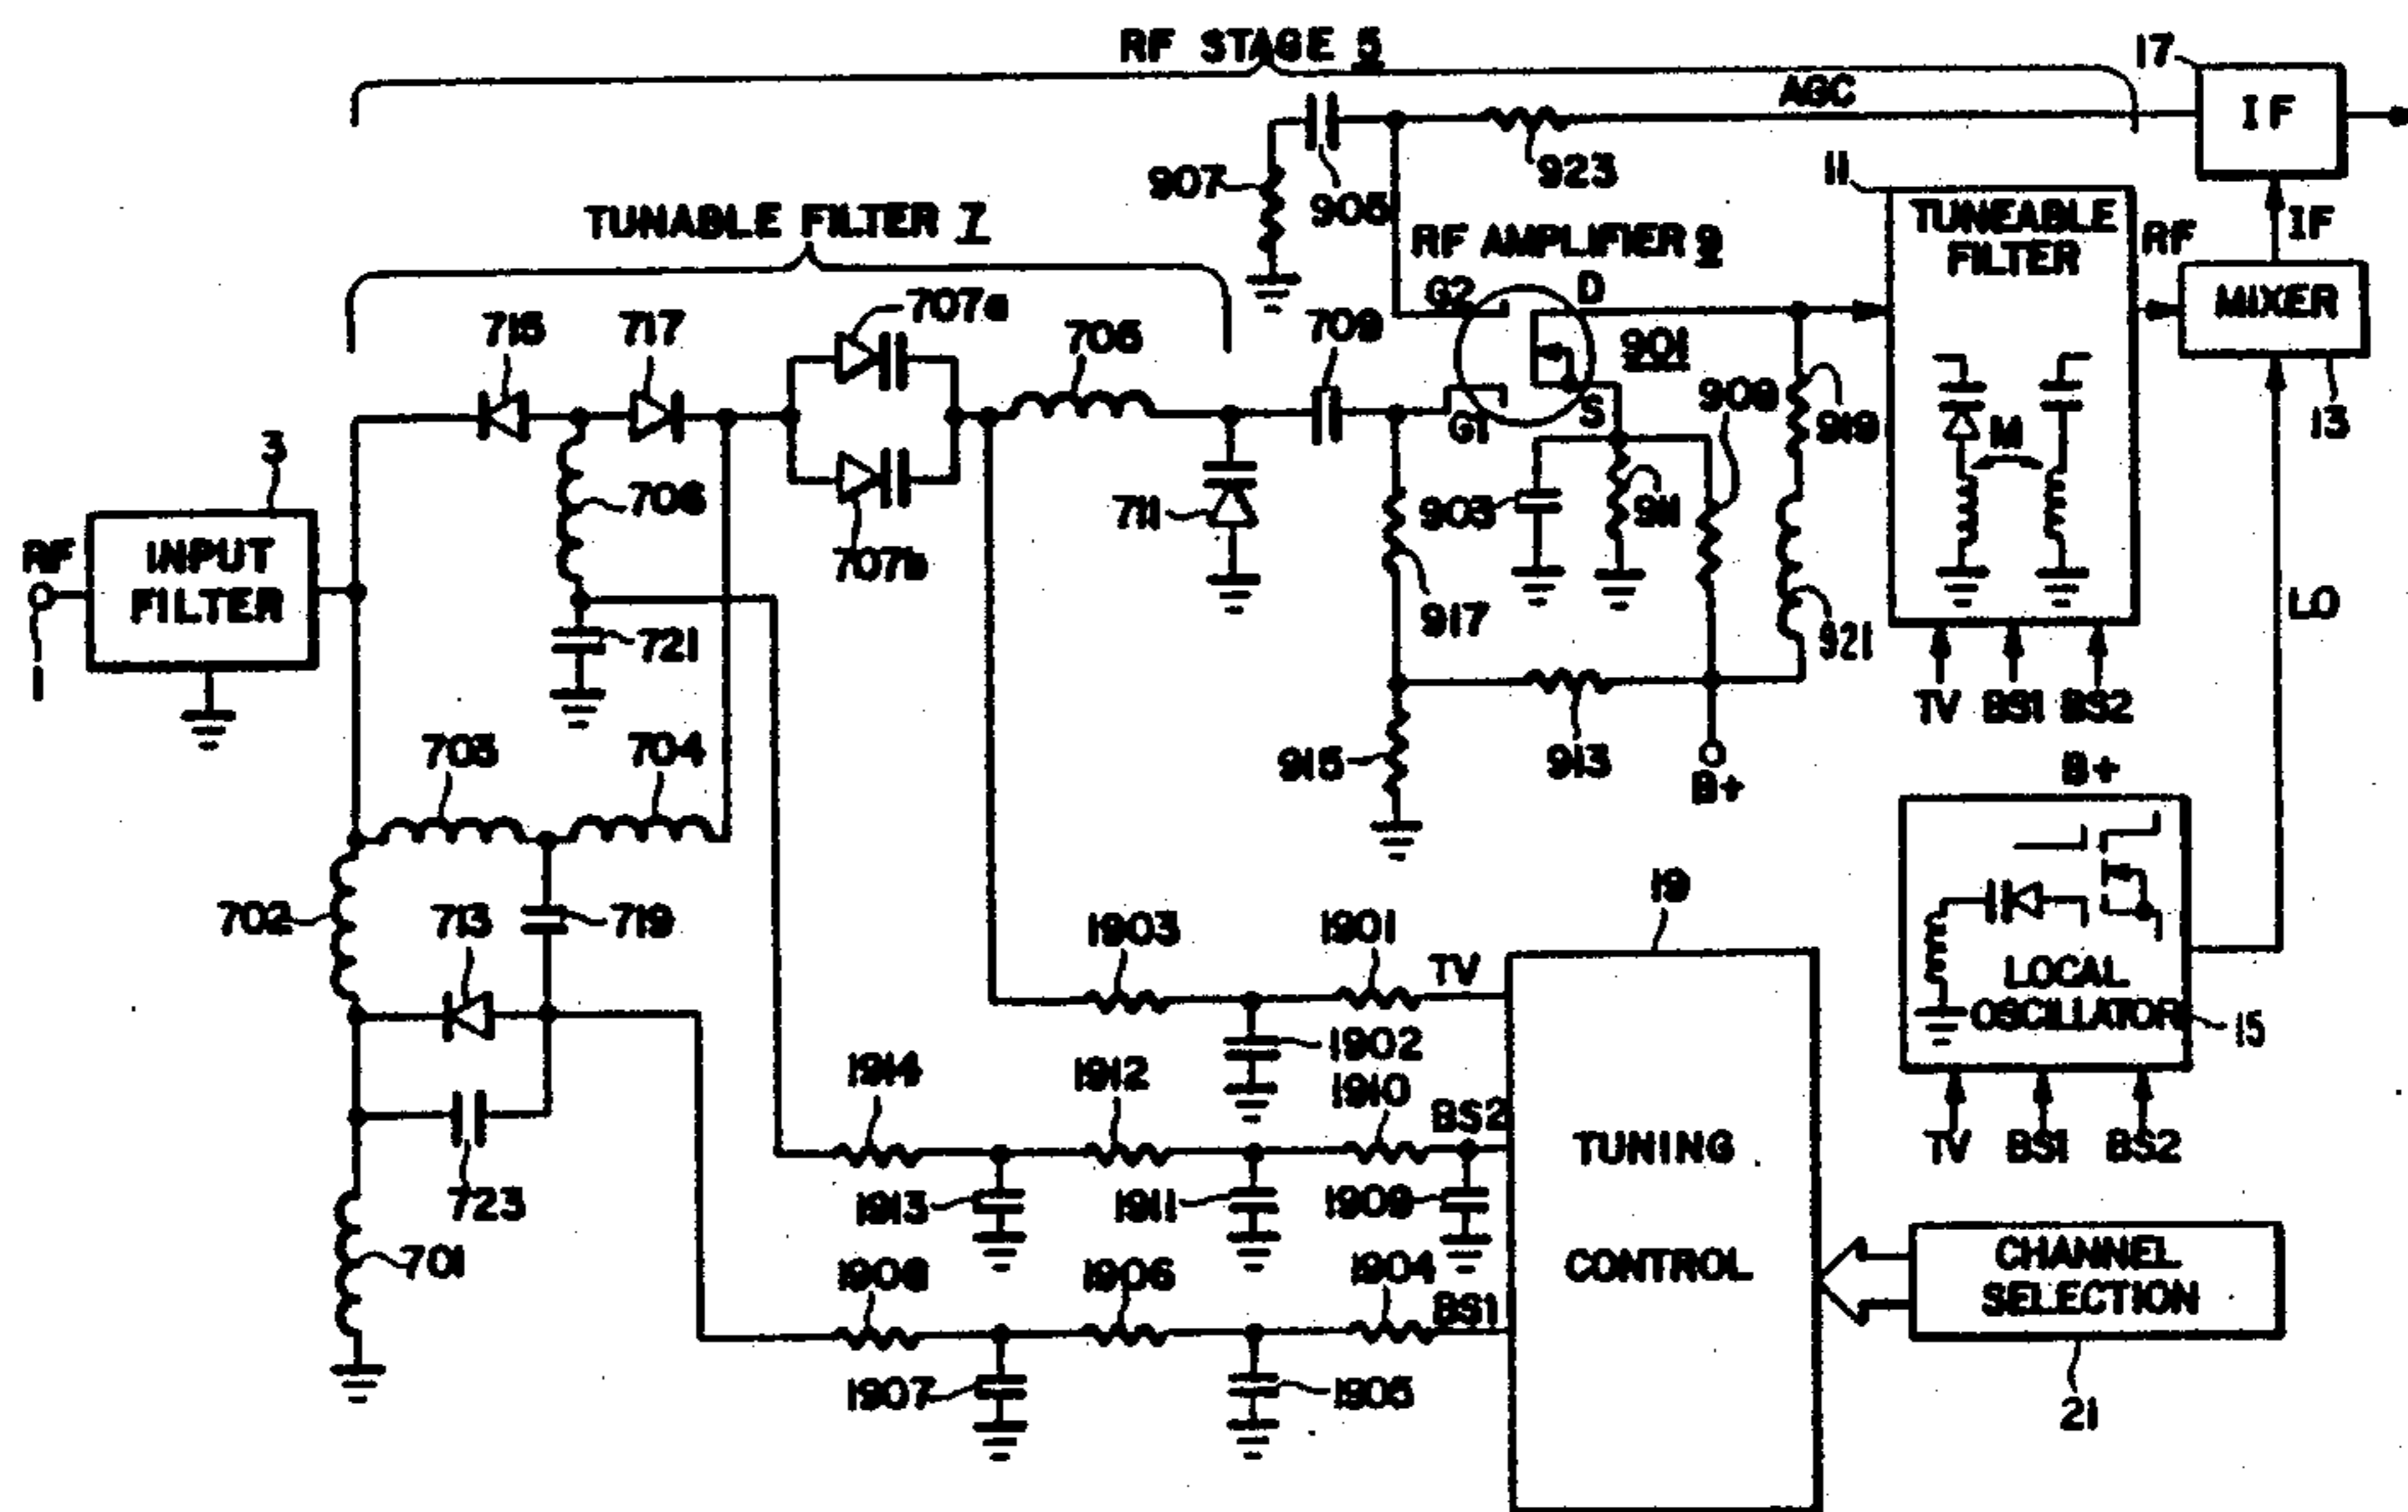 RF STAGE 5
17
AGC
IF
905
923
907
11
TUNABLE FILTER 7
RF AMPLIFIER 9
TUNEABLE
FILTER
RF
IF
707a
G2
D
MIXER
715
717
705
709
901
909
S
G1
919
M
13
3
706
711
903
911
RF
INPUT
FILTER
707b
917
921
LO
721
1
TV BS1 BS2
703
704
915
913
B+
B+
19
702
713
719
1903
1901
TV
LOCAL
OSCILLATOR
15
1902
1914
1912
1910
BS2
TUNING
TV BS1 BS2
723
1913
1911
1909
701
1908
1906
1904
BS1
CONTROL
CHANNEL
SELECTION
1907
1905
21